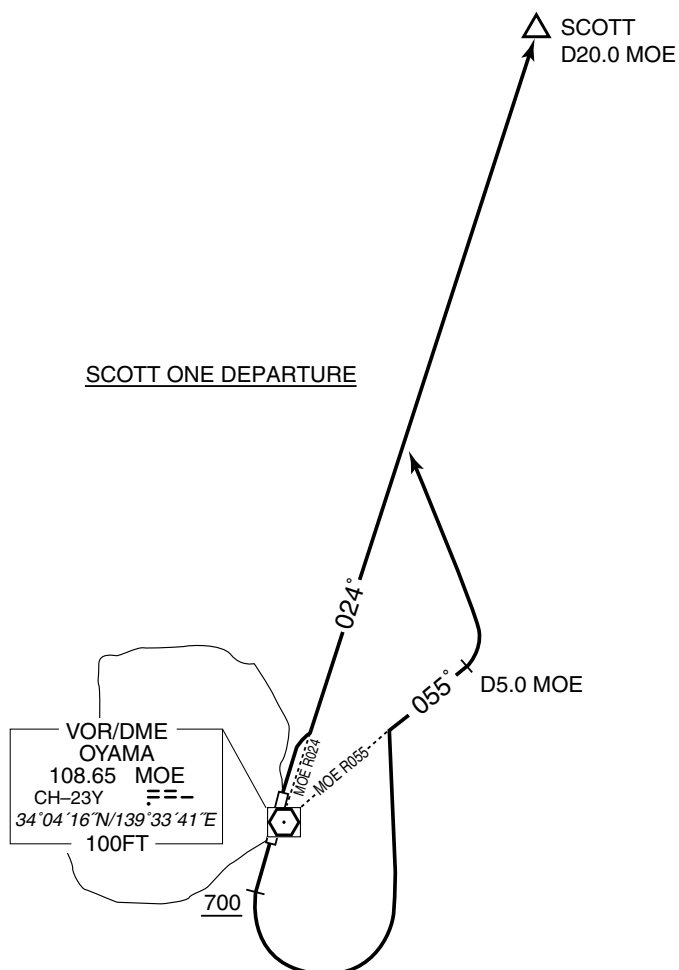 SCOTT
D20.0 MOE
SCOTT ONE DEPARTURE
024°
055°
D5.0 MOE
MOE R024
MOE R055
VOR/DME
OYAMA
108.65 MOE
CH–23Y
34°04´16˝N/139°33´41˝E
100FT
700